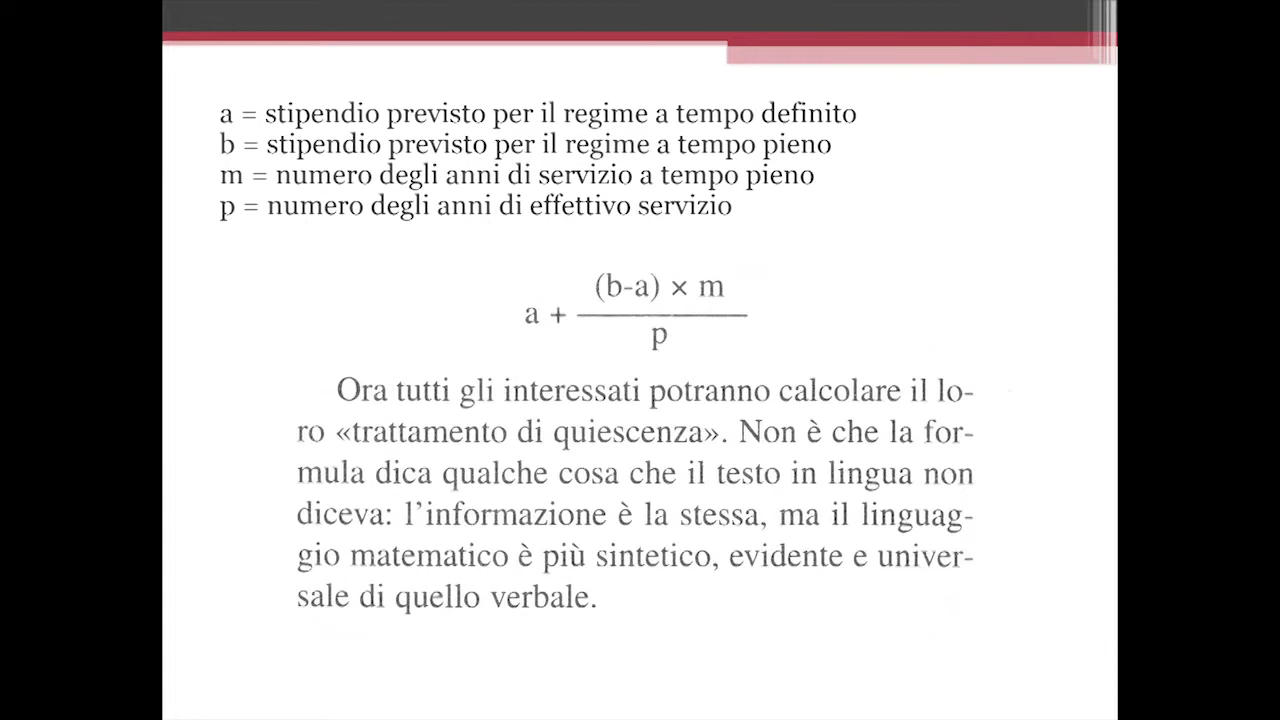 a = stipendio previsto per il regime a tempo definito
b = stipendio previsto per il regime a tempo pieno
m = numero degli anni di servizio a tempo pieno
p = numero degli anni di effettivo servizio
(b-a) × m
a +
p
Ora tutti gli interessati potranno calcolare il lo-
ro «trattamento di quiescenza». Non è che la for-
mula dica qualche cosa che il testo in lingua non
diceva: l'informazione è la stessa, ma il linguag-
gio matematico è più sintetico, evidente e univer-
sale di quello verbale.